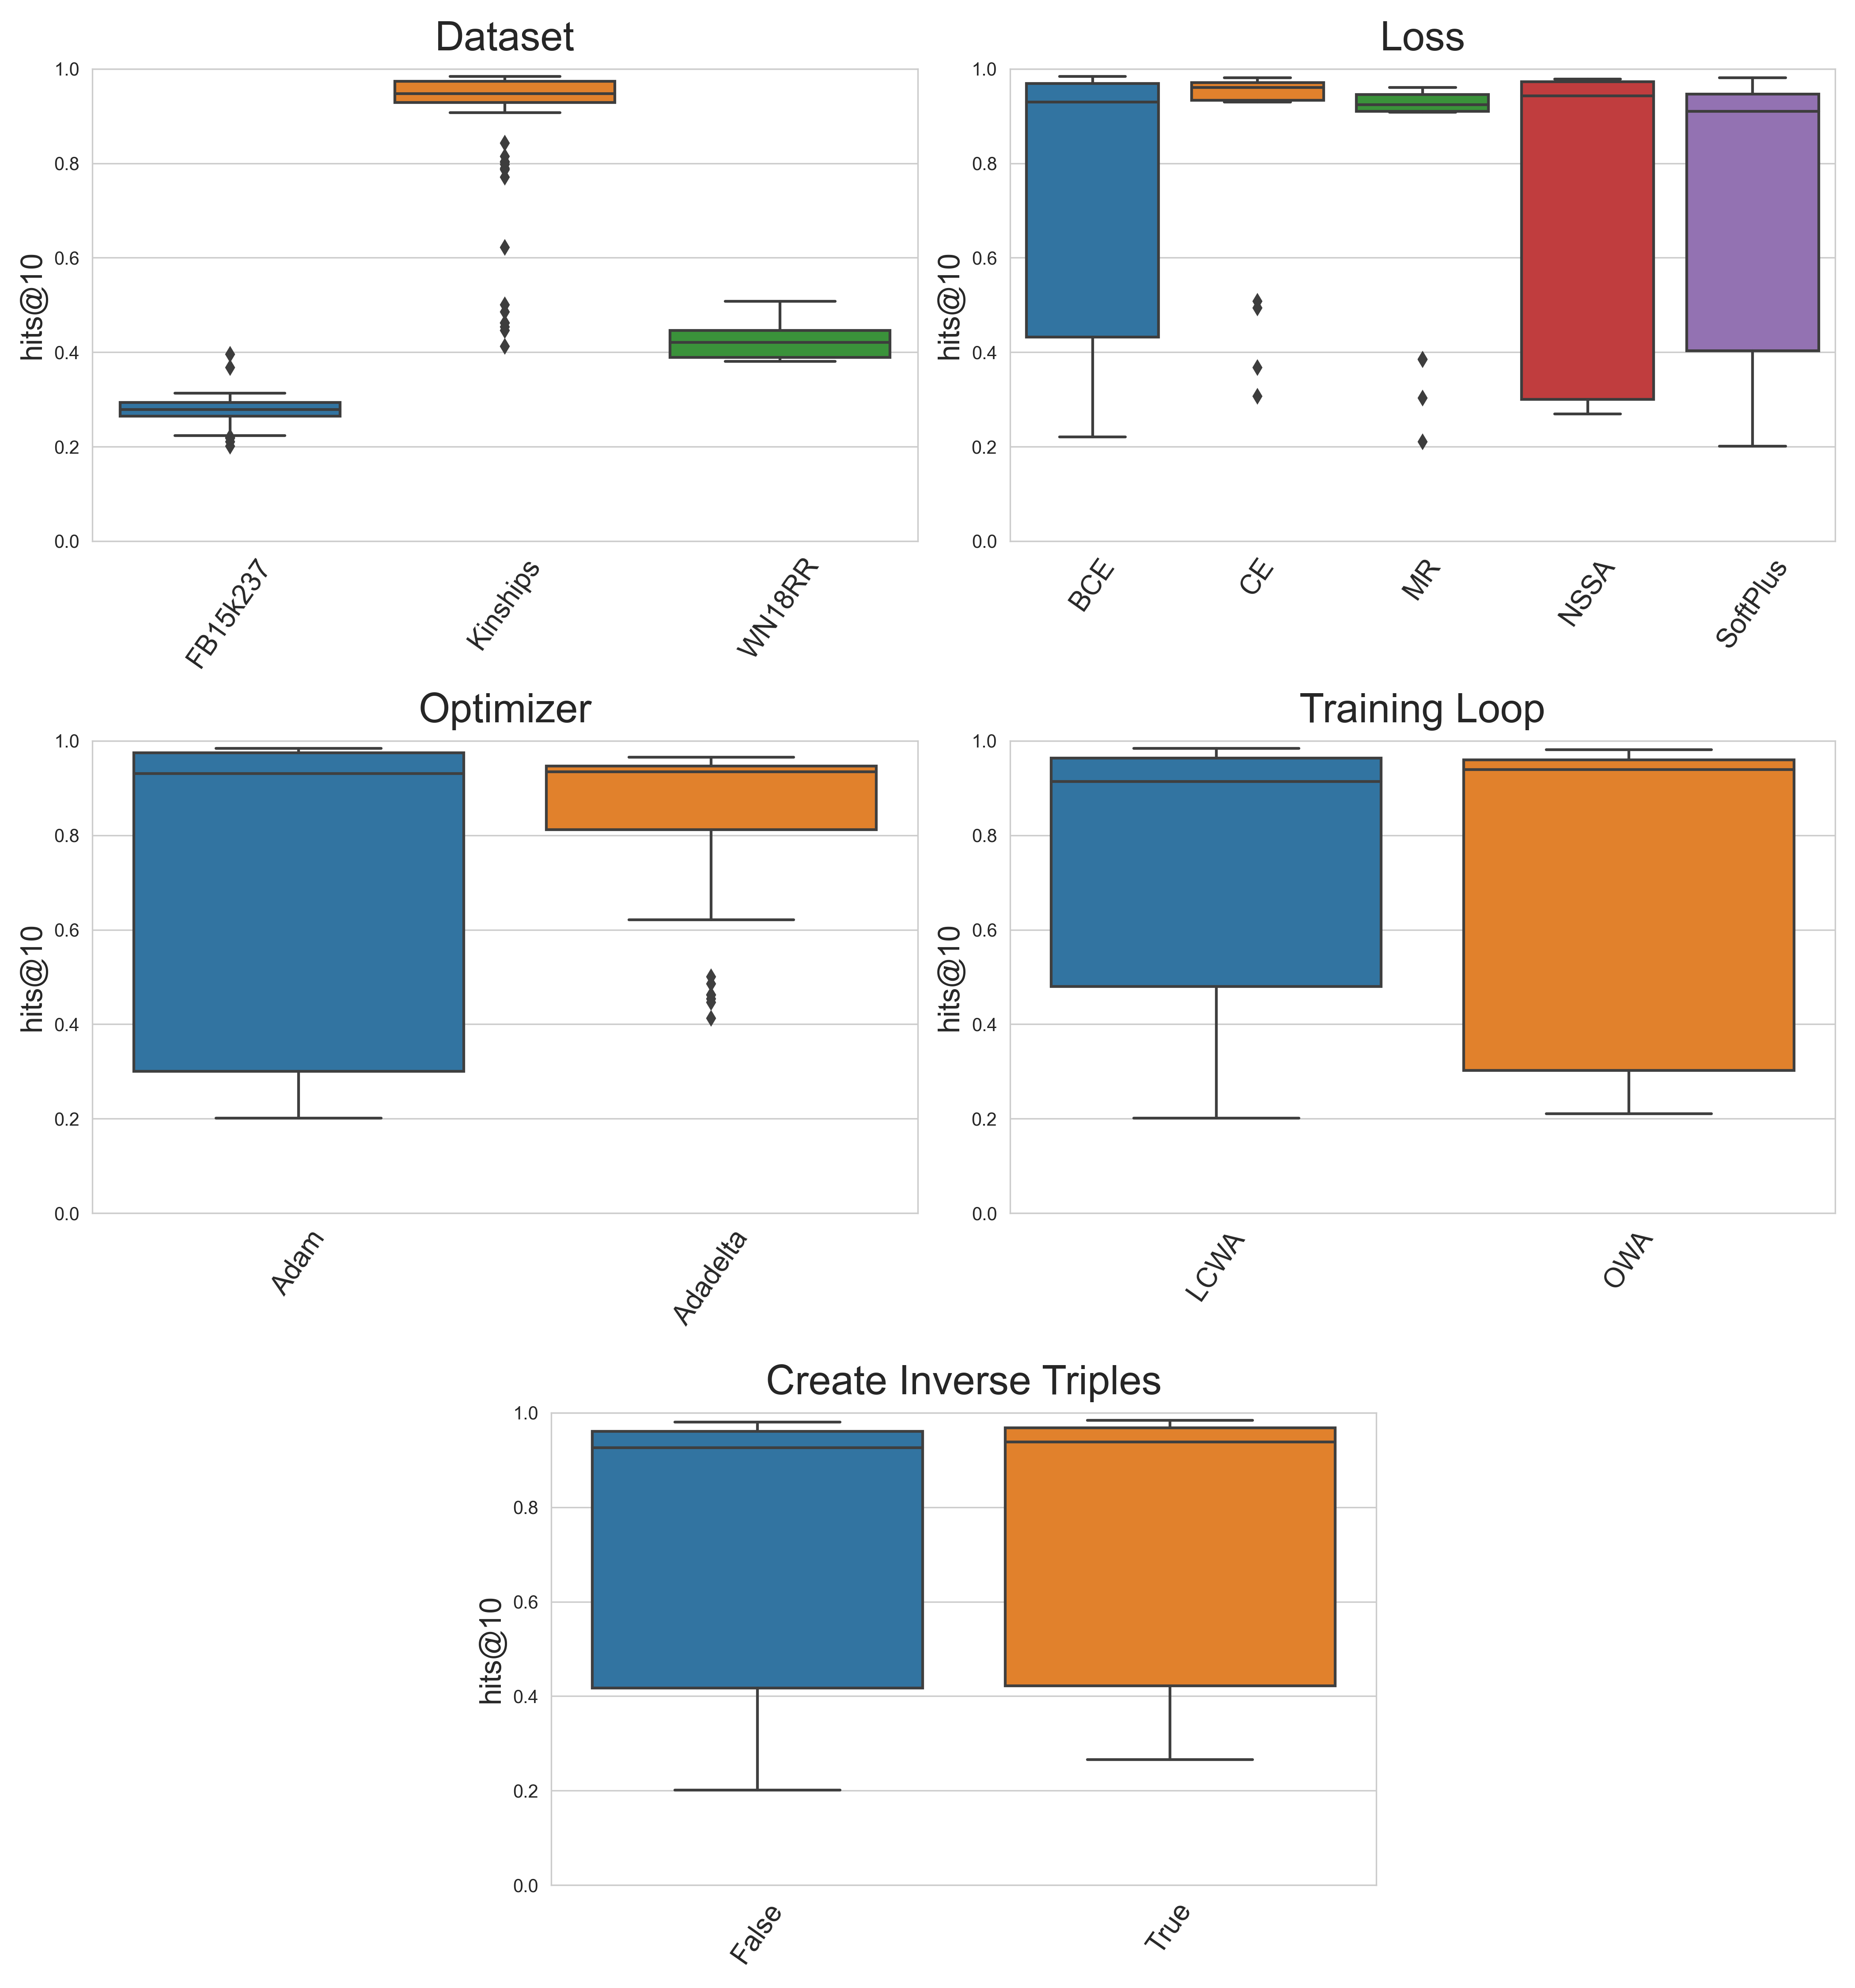 Dataset
hits@10
1.0
0.8
0.6
0.4
0.2
0.0
FB15k237
Kinships
WN18RR
Loss
hits@10
1.0
0.8
0.6
0.4
0.2
0.0
BCE
CE
MR
NSSA
SoftPlus
Optimizer
hits@10
1.0
0.8
0.6
0.4
0.2
0.0
Adam
Adadelta
Training Loop
hits@10
1.0
0.8
0.6
0.4
0.2
0.0
LCWA
OWA
Create Inverse Triples
hits@10
1.0
0.8
0.6
0.4
0.2
0.0
False
True